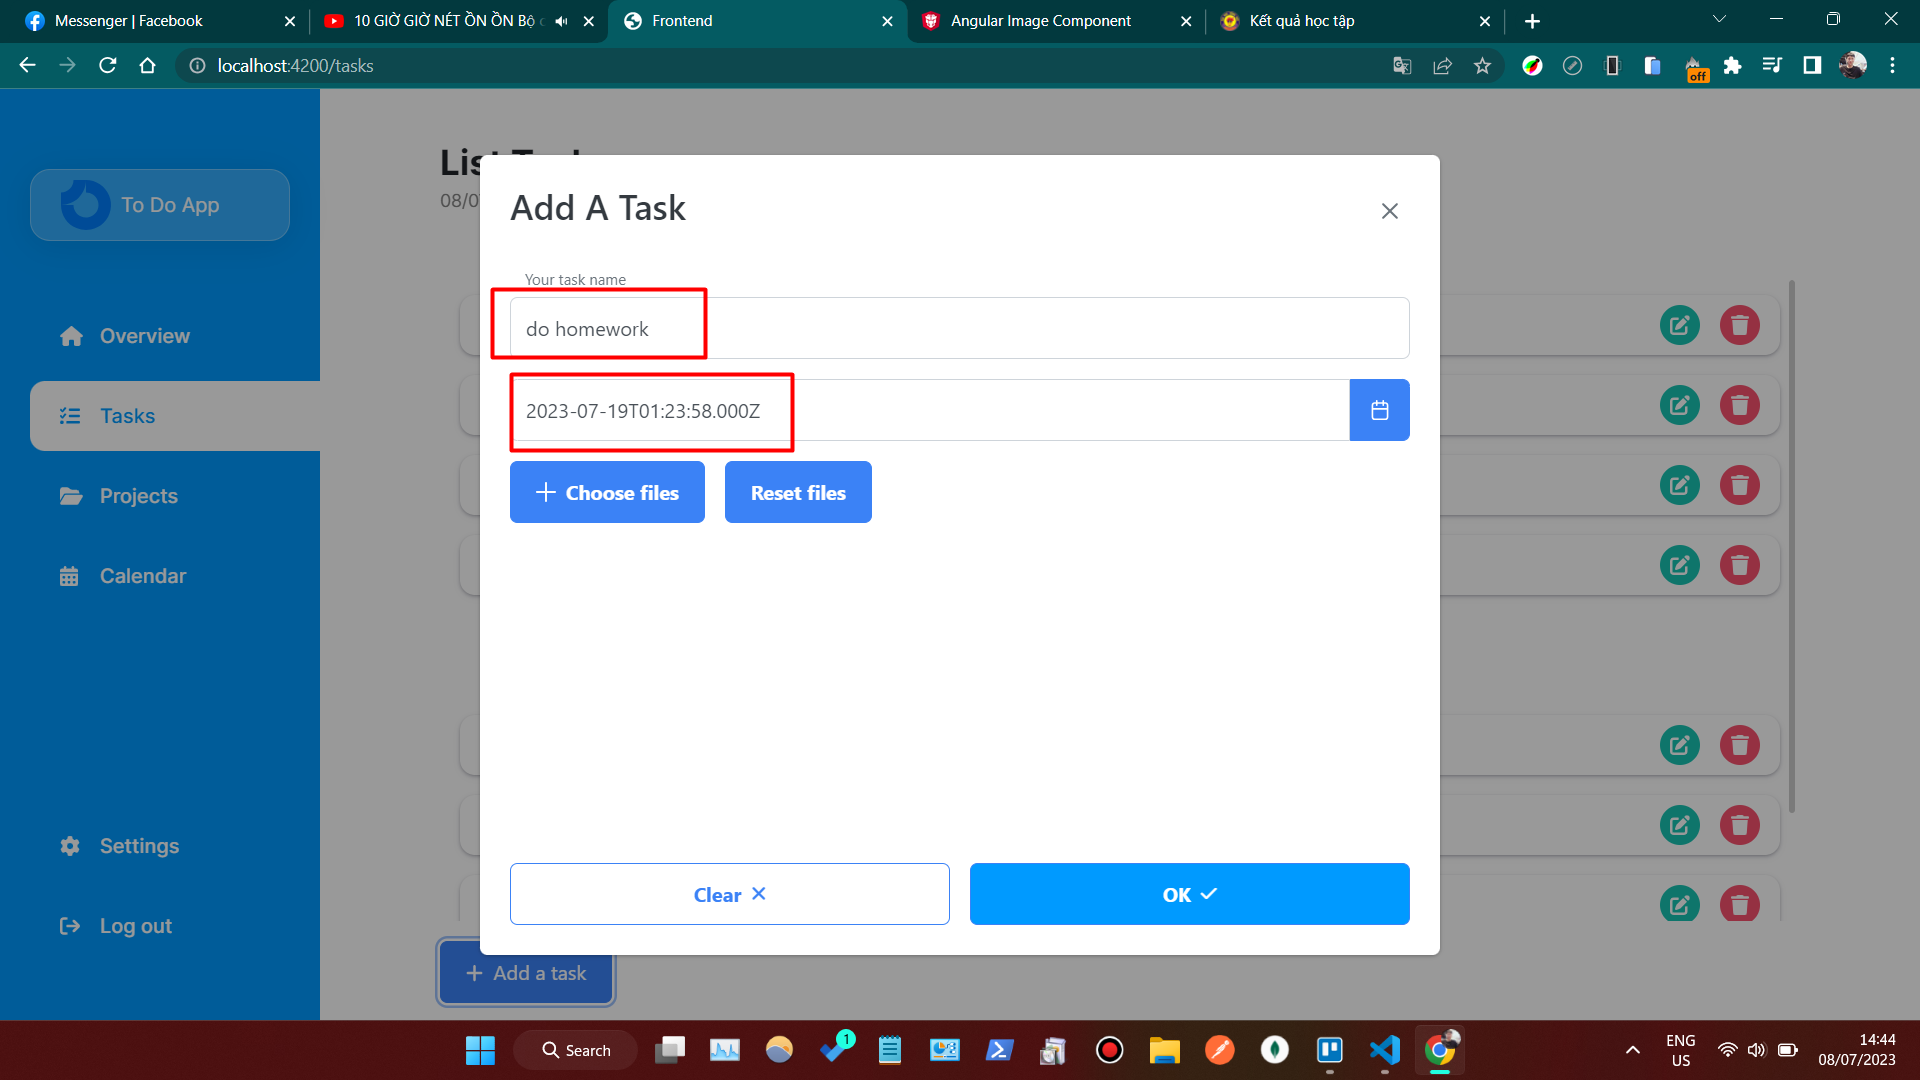 Messenger | Facebook
10 GIỜ GIỜ NÉT ỒN ỒN Bộ
Frontend
Angular Image Component
Kết quả học tập
localhost:4200/tasks
off
To Do App
Overview
Tasks
Projects
Calendar
Settings
Log out
List
08/0
Add A Task
Your task name
do homework
2023-07-19T01:23:58.000Z
Choose files
Reset files
Clear
OK
Add a task
Search
1
ENG
US
14:44
08/07/2023